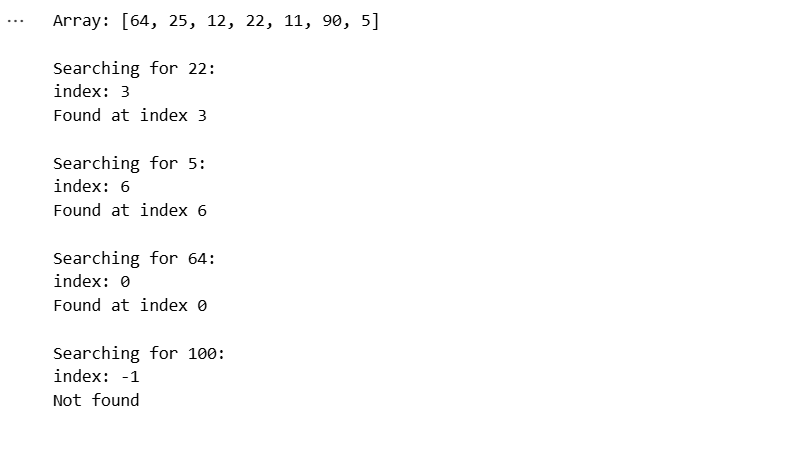 Array: [64, 25, 12, 22, 11, 90, 5]
Searching for 22:
index: 3
Found at index 3
Searching for 5:
index: 6
Found at index 6
Searching for 64:
index: 0
Found at index 0
Searching for 100:
index: -1
Not found